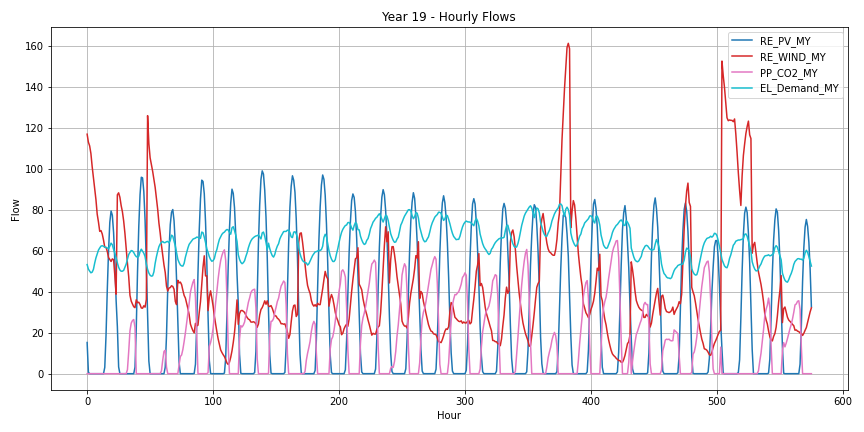 Year 19 - Hourly Flows
RE_PV_MY
RE_WIND_MY
PP_CO2_MY
EL_Demand_MY
160
140
120
100
80
60
40
20
0
Flow
0 100 200 300 400 500 600
Hour